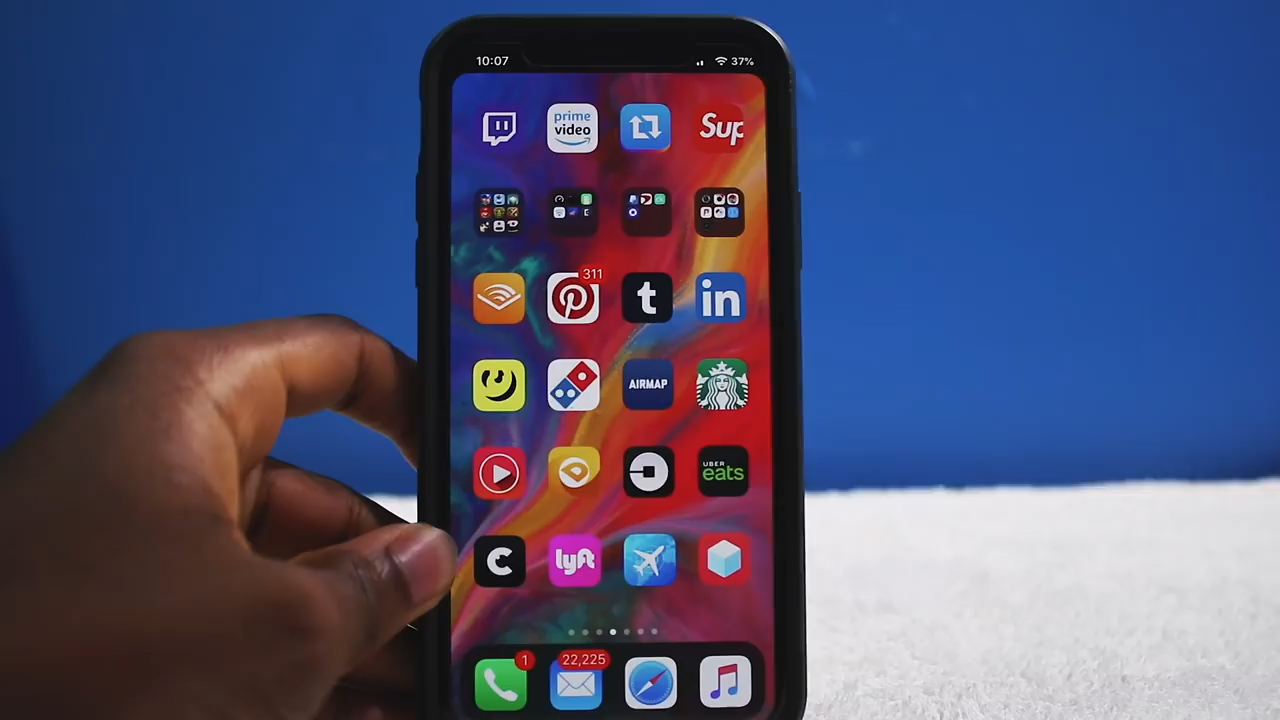 10:07 37%
prime
video
Sup
311
t
in
AIRMAP
UBER
eats
C
lyft
1
22,225